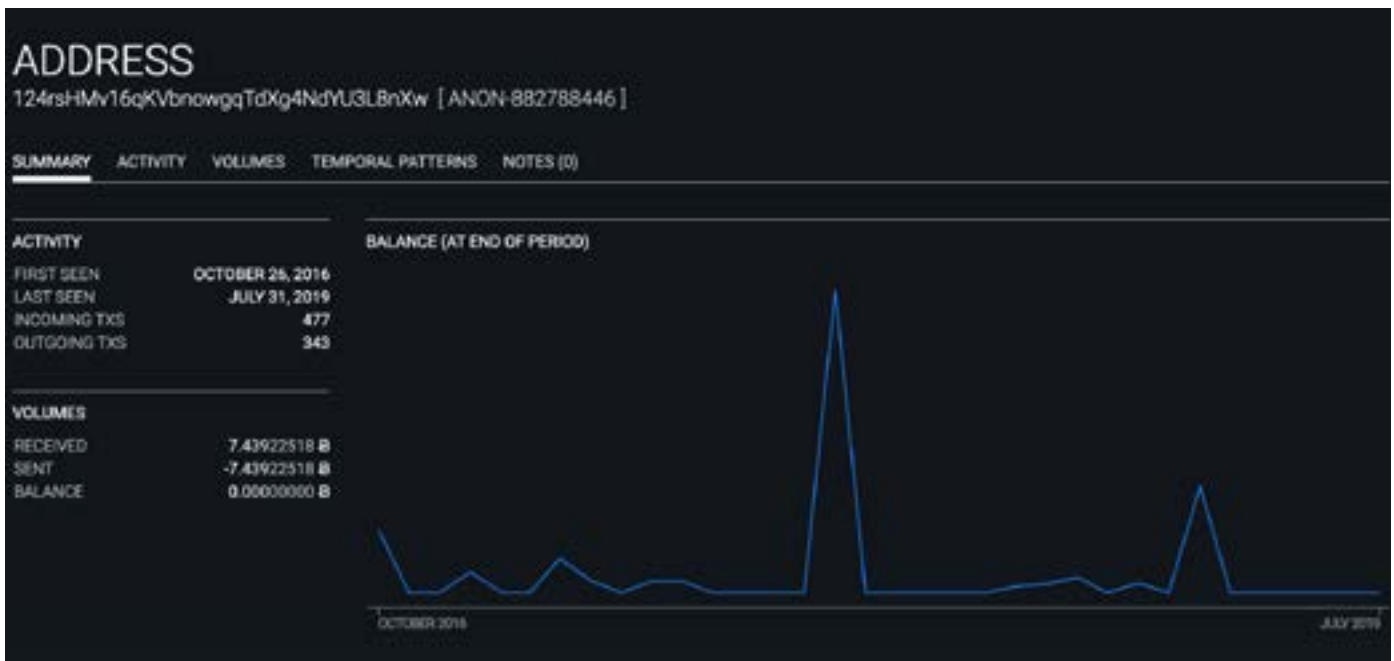 ADDRESS
124rsHMv16qKVbnowgqTdXg4NdYU3L8nXw [ ANON-882788446 ]
SUMMARY ACTIVITY VOLUMES TEMPORAL PATTERNS NOTES (0)
ACTIVITY
FIRST SEEN OCTOBER 26, 2016
LAST SEEN JULY 31, 2019
INCOMING TXS 477
OUTGOING TXS 343
VOLUMES
RECEIVED 7.43922518 Ƀ
SENT -7.43922518 Ƀ
BALANCE 0.00000000 Ƀ
BALANCE (AT END OF PERIOD)
OCTOBER 2016 JULY 2019